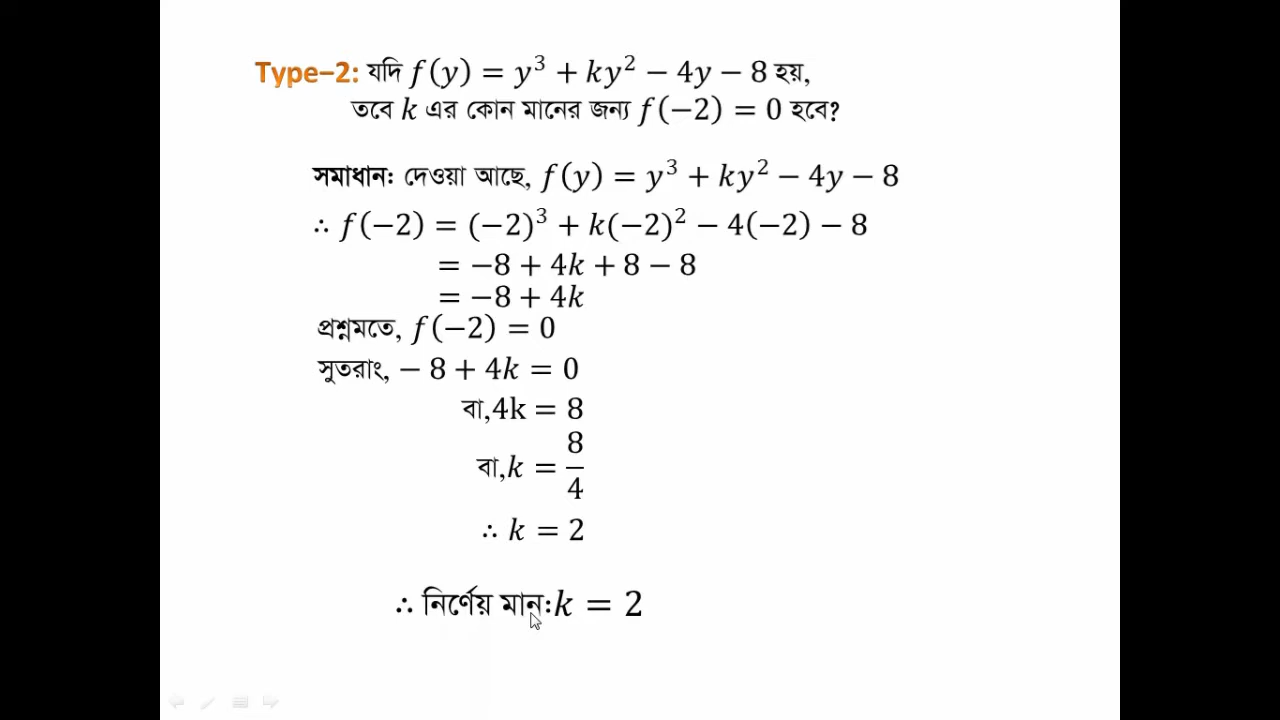 Type–2: যদি f(y) = y³ + ky² − 4y − 8 হয়,
তবে k এর কোন মানের জন্য f(−2) = 0 হবে?
সমাধান: দেওয়া আছে, f(y) = y³ + ky² − 4y − 8
∴ f(−2) = (−2)³ + k(−2)² − 4(−2) − 8
= −8 + 4k + 8 − 8
= −8 + 4k
প্রশ্নমতে, f(−2) = 0
সুতরাং, − 8 + 4k = 0
বা,4k = 8
বা,k = 8/4
∴ k = 2
∴ নির্ণেয় মান:k = 2